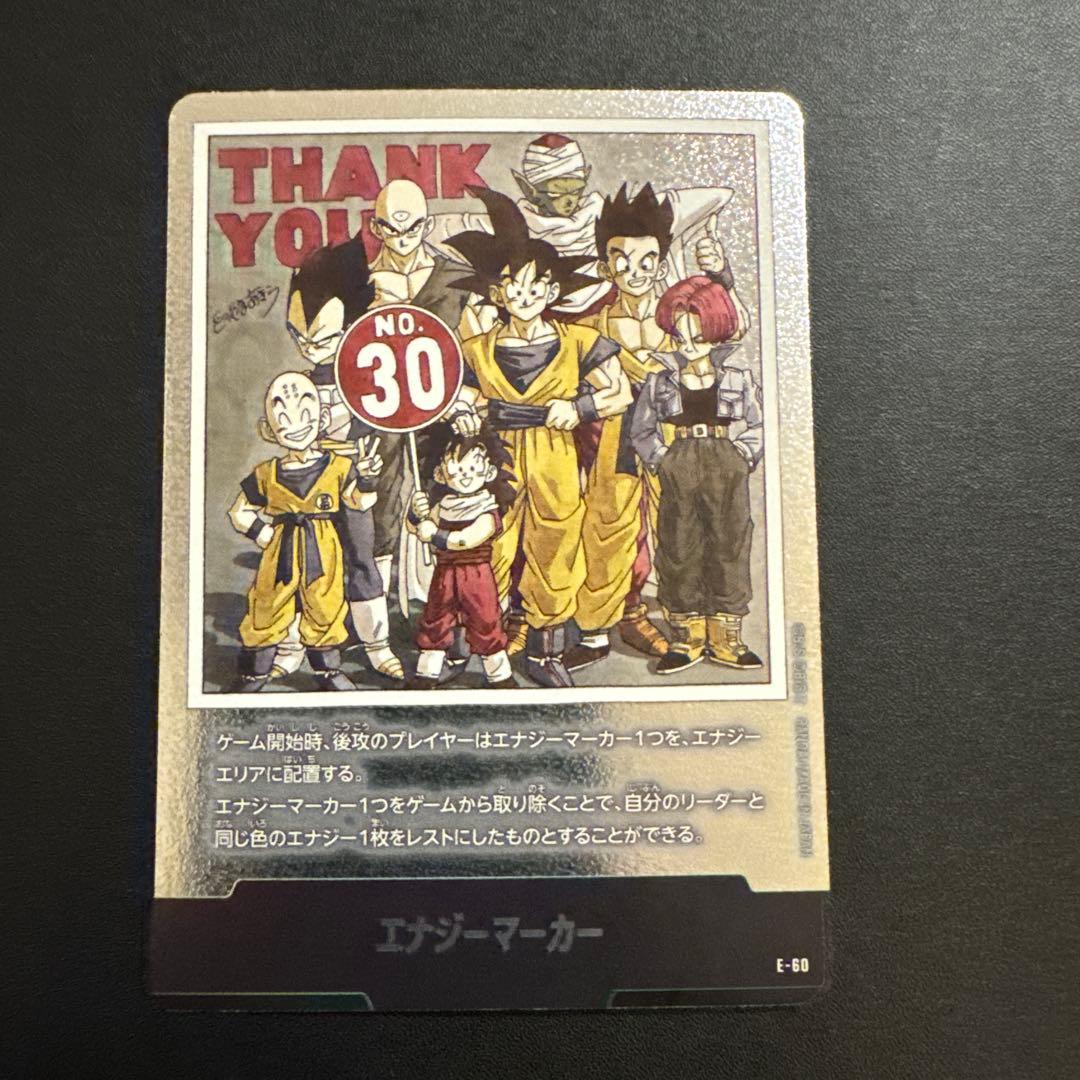 THANK
YOU
NO.
30
ゲーム開始時、後攻のプレイヤーはエナジーマーカー1つを、エナジー
エリアに配置する。
エナジーマーカー1つをゲームから取り除くことで、自分のリーダーと
同じ色のエナジー1枚をレストにしたものとすることができる。
エナジーマーカー
E-60